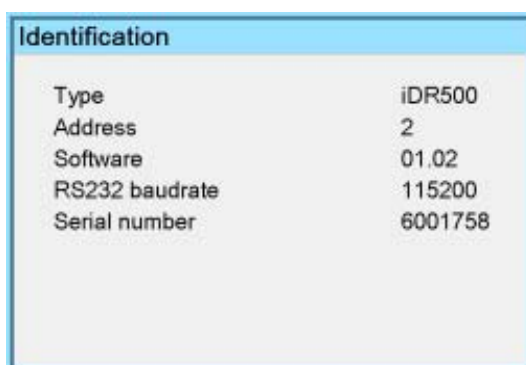 Identification
Type iDR500
Address 2
Software 01.02
RS232 baudrate 115200
Serial number 6001758